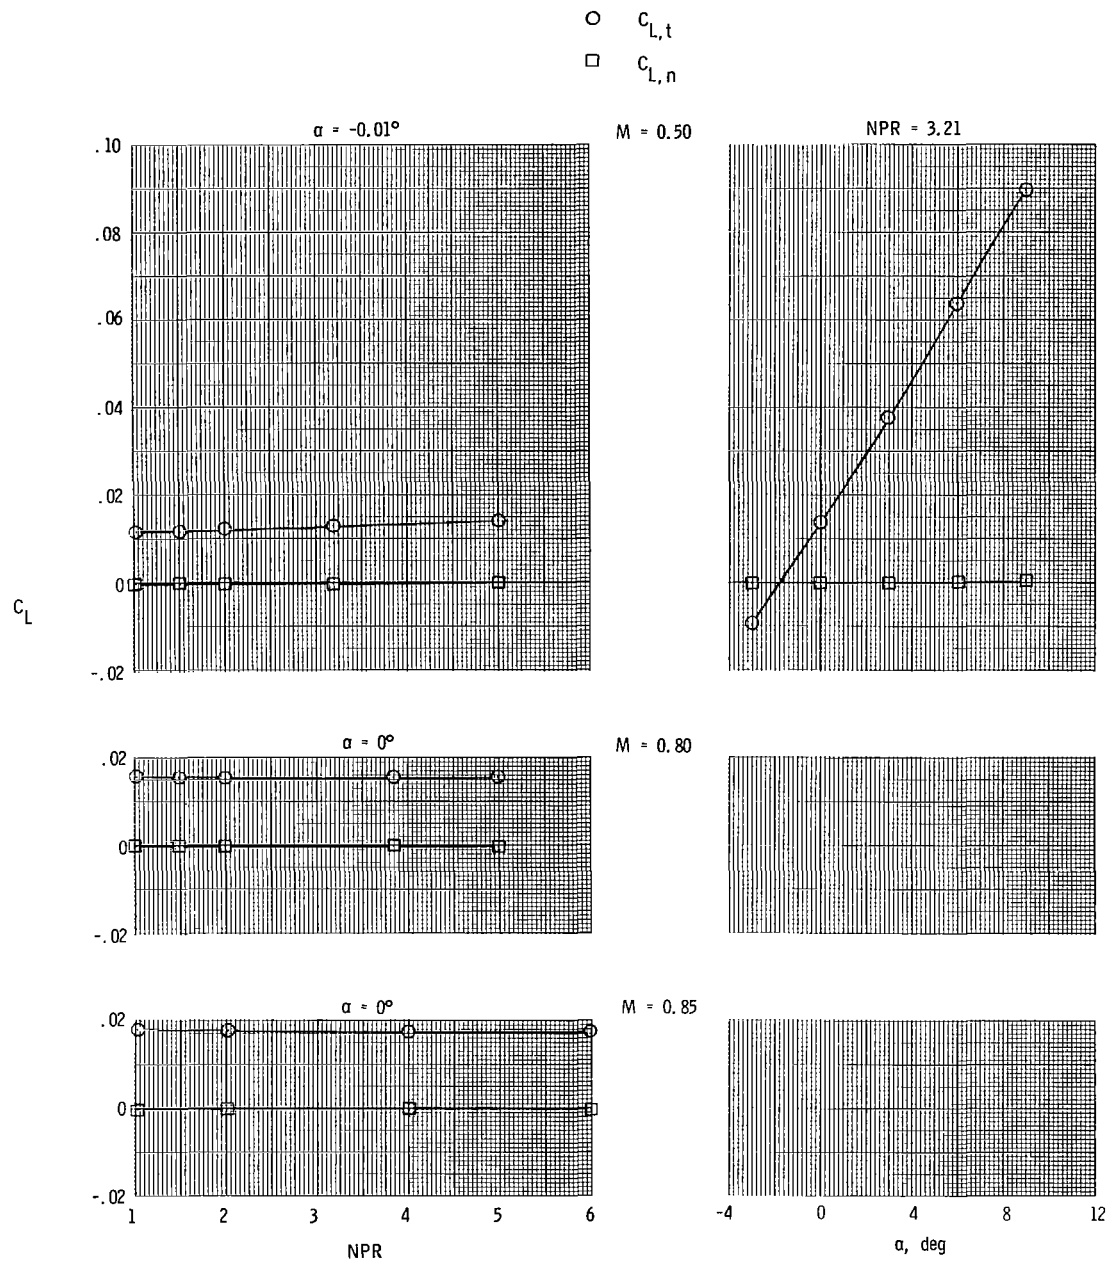 C_L,t
C_L,n
α = -0.01°
M = 0.50
NPR = 3.21
.10
.08
.06
.04
.02
0
-.02
C_L
α = 0°
M = 0.80
.02
0
-.02
α = 0°
M = 0.85
.02
0
-.02
1 2 3 4 5 6
-4 0 4 8 12
NPR
α, deg